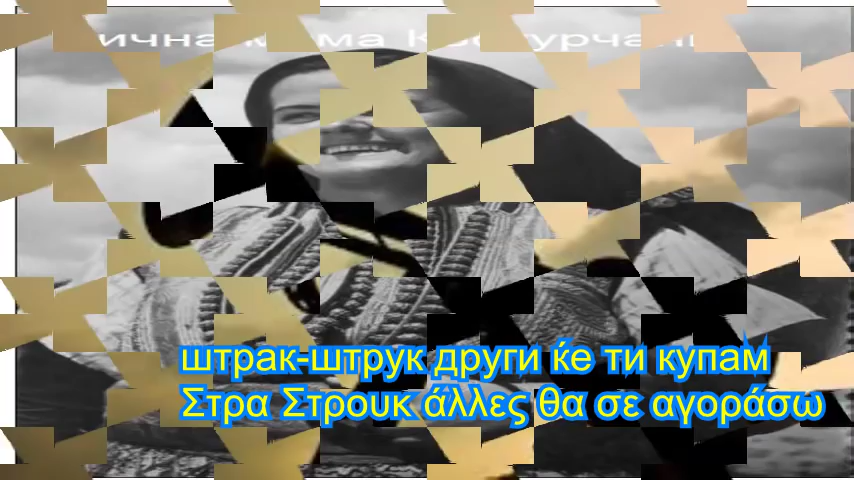 штрак-штрук други ќе ти купам
Στρα Στρουκ άλλες θα σε αγοράσω